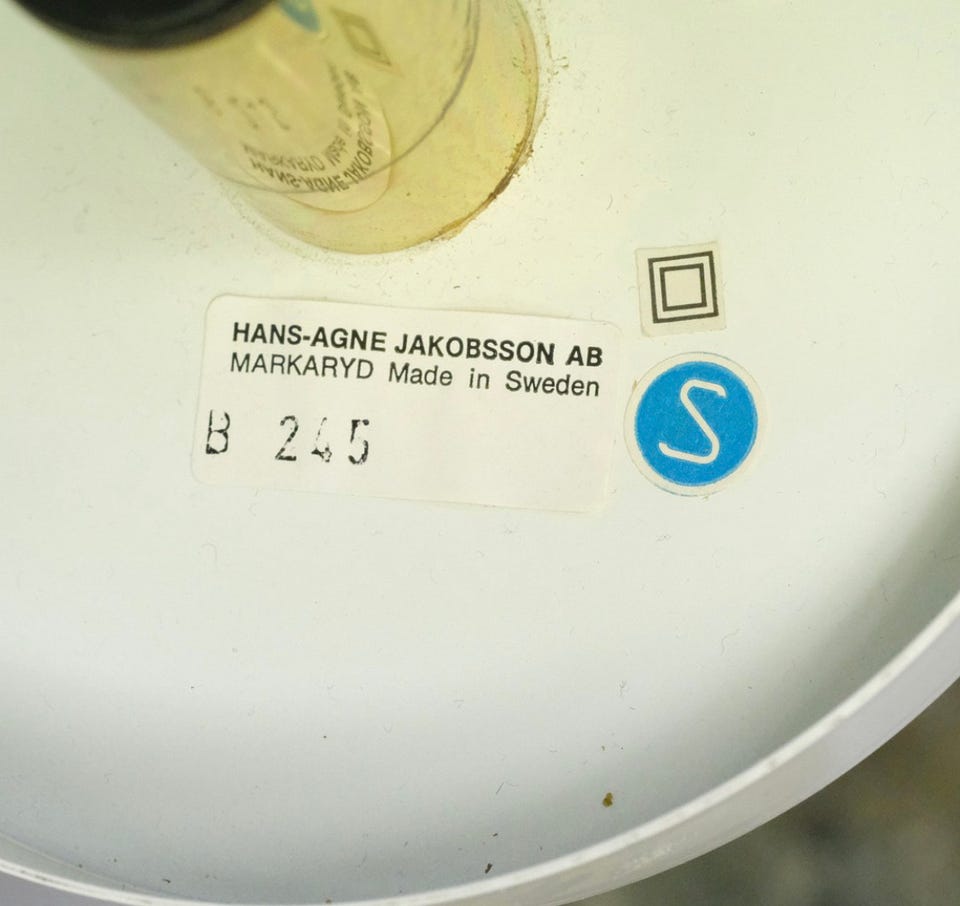 HANS-AGNE JAKOBSSON AB
MARKARYD Made in Sweden
B 245
S